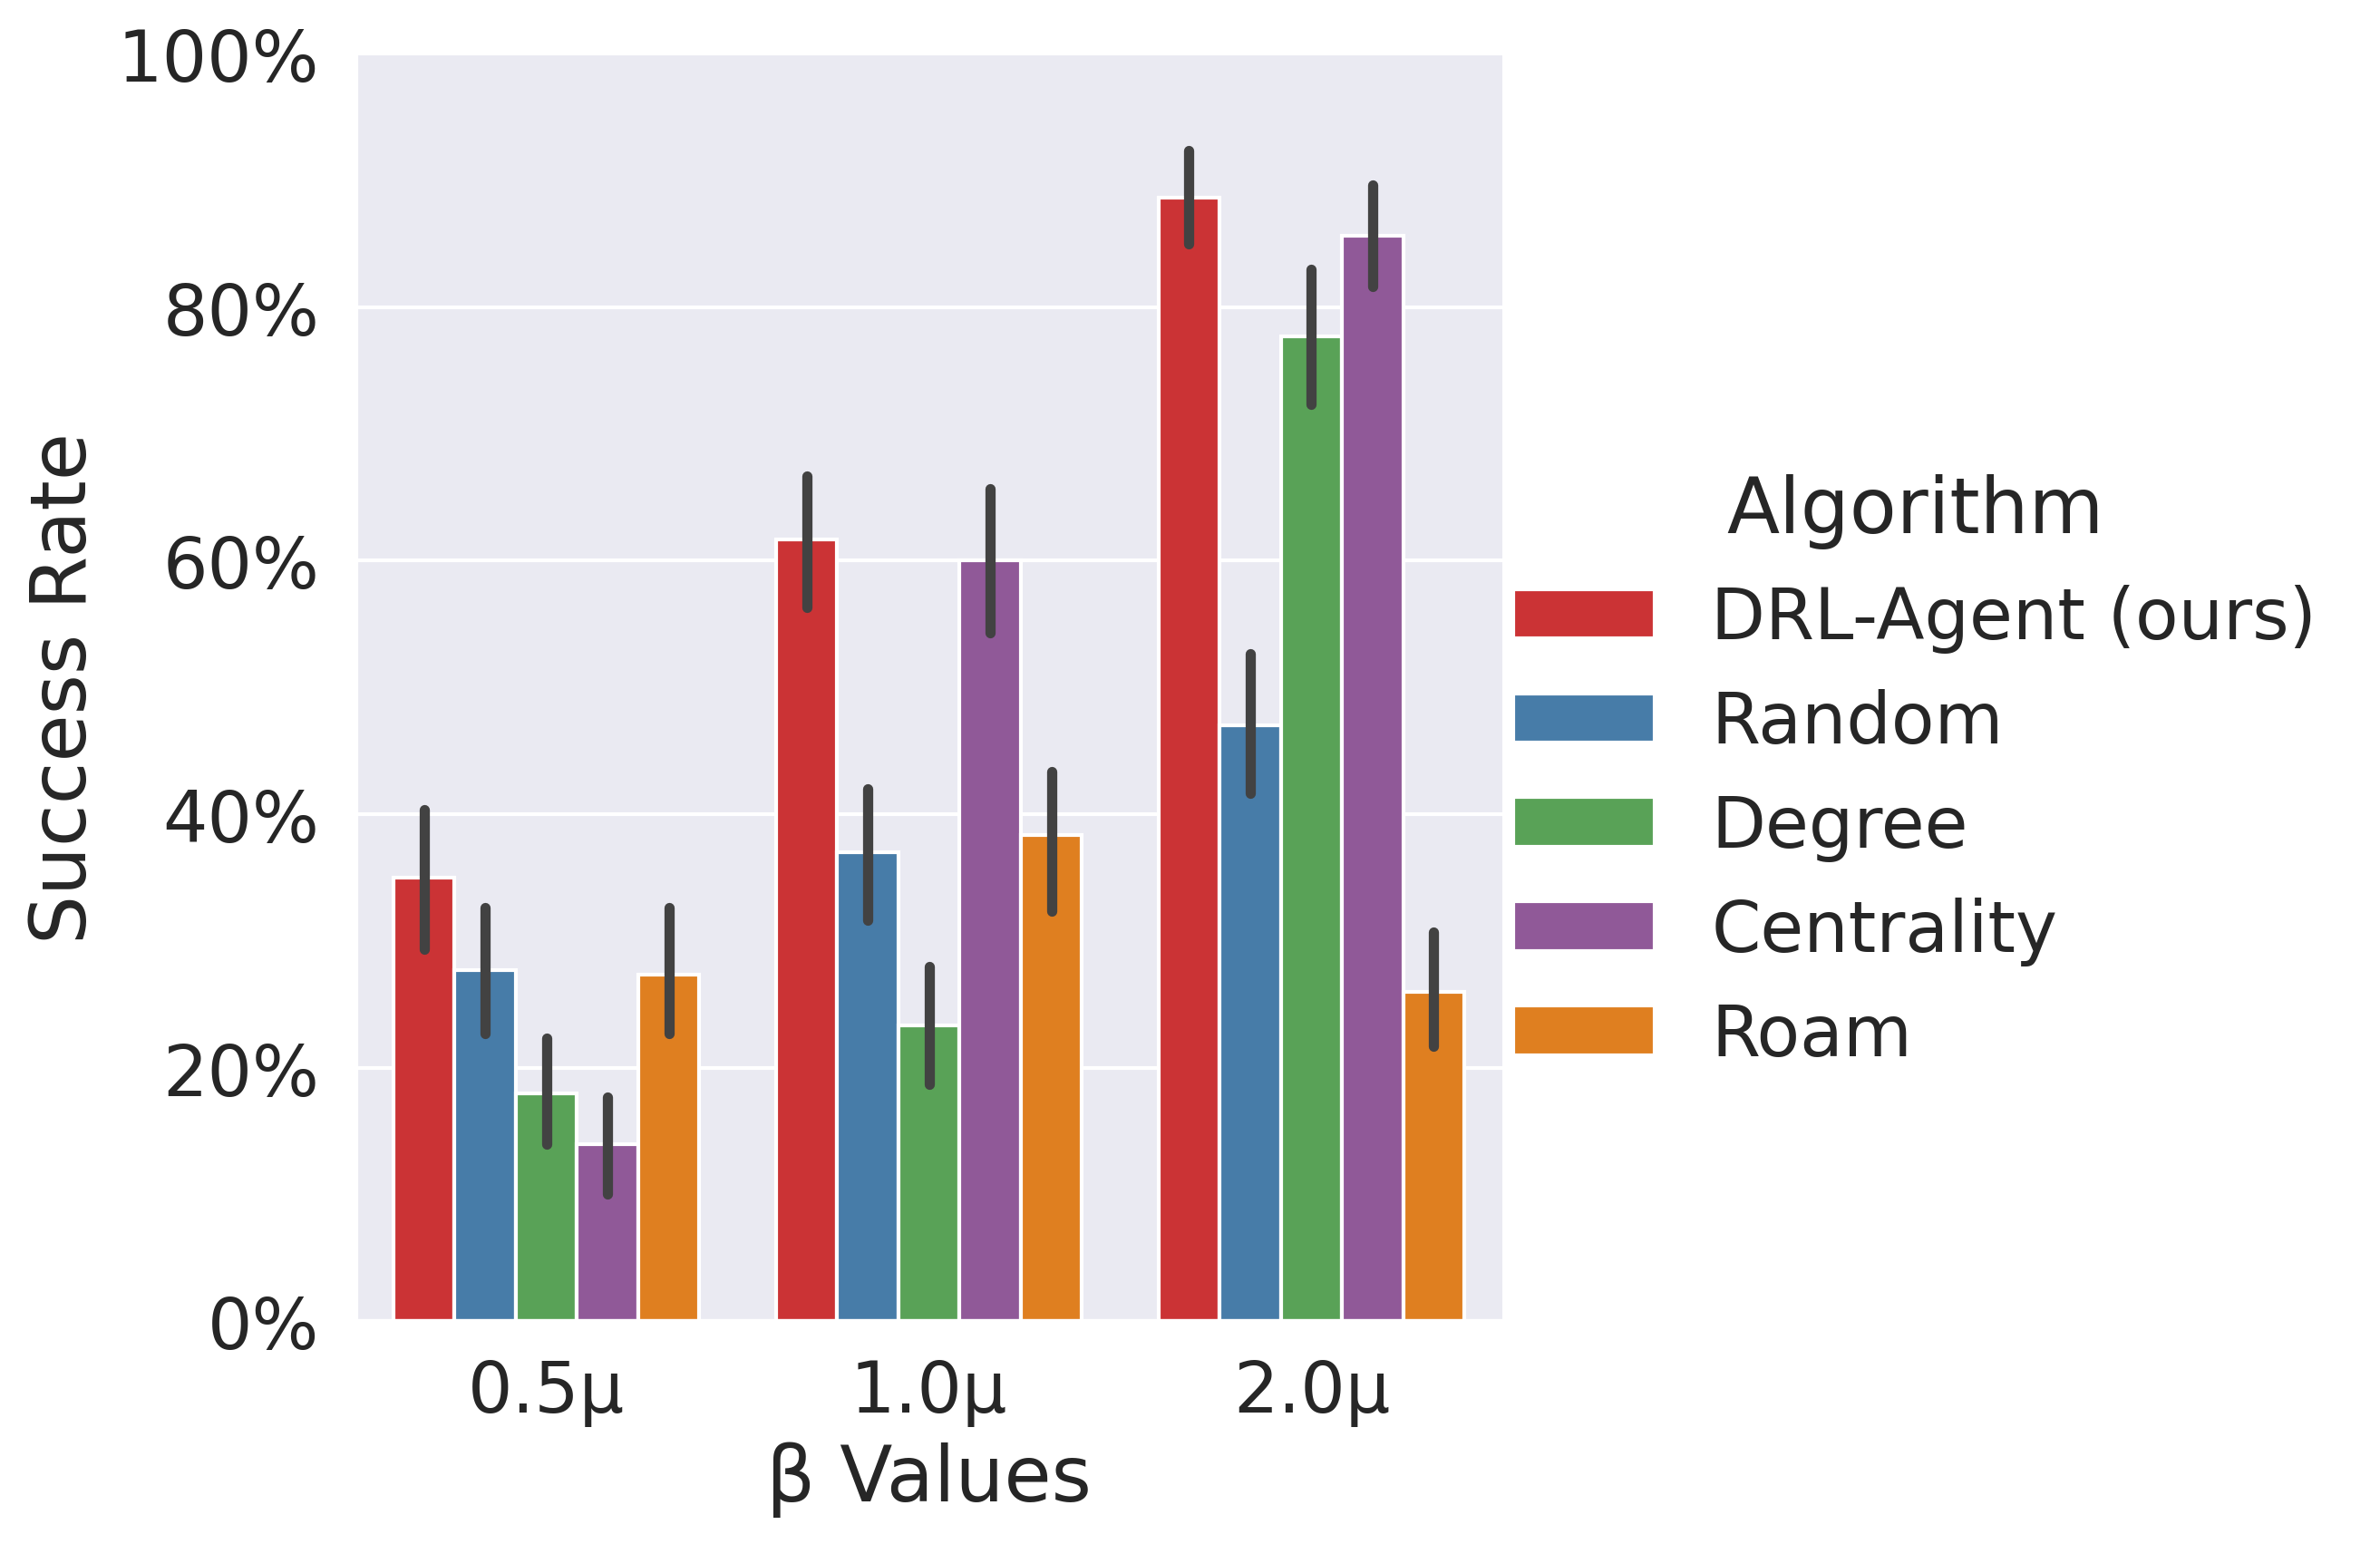 100%
80%
60%
40%
20%
0%
Success Rate
0.5μ
1.0μ
2.0μ
β Values
Algorithm
DRL-Agent (ours)
Random
Degree
Centrality
Roam